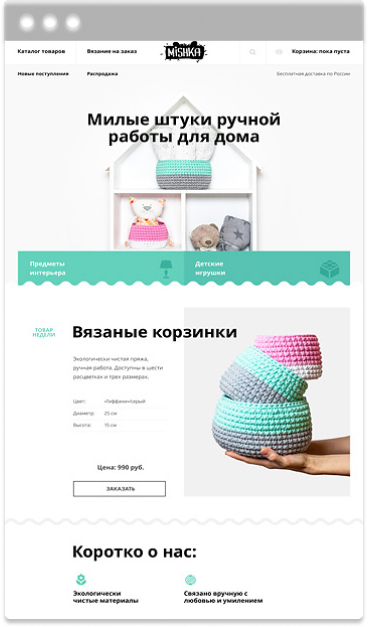 Каталог товаров
Вязание на заказ
MiSHKA
Корзина: пока пуста
Новые поступления
Распродажа
Бесплатная доставка по России
Милые штуки ручной
работы для дома
Предметы
интерьера
Детские
игрушки
ТОВАР
НЕДЕЛИ
Вязаные корзинки
Экологически чистая пряжа,
ручная работа. Доступны в шести
расцветках и трех размерах.
Цвет:
Диаметр: 25 см
Высота: 15 см
Цена: 990 руб.
ЗАКАЗАТЬ
Коротко о нас:
Экологически
чистые материалы
Связано вручную с
любовью и умилением